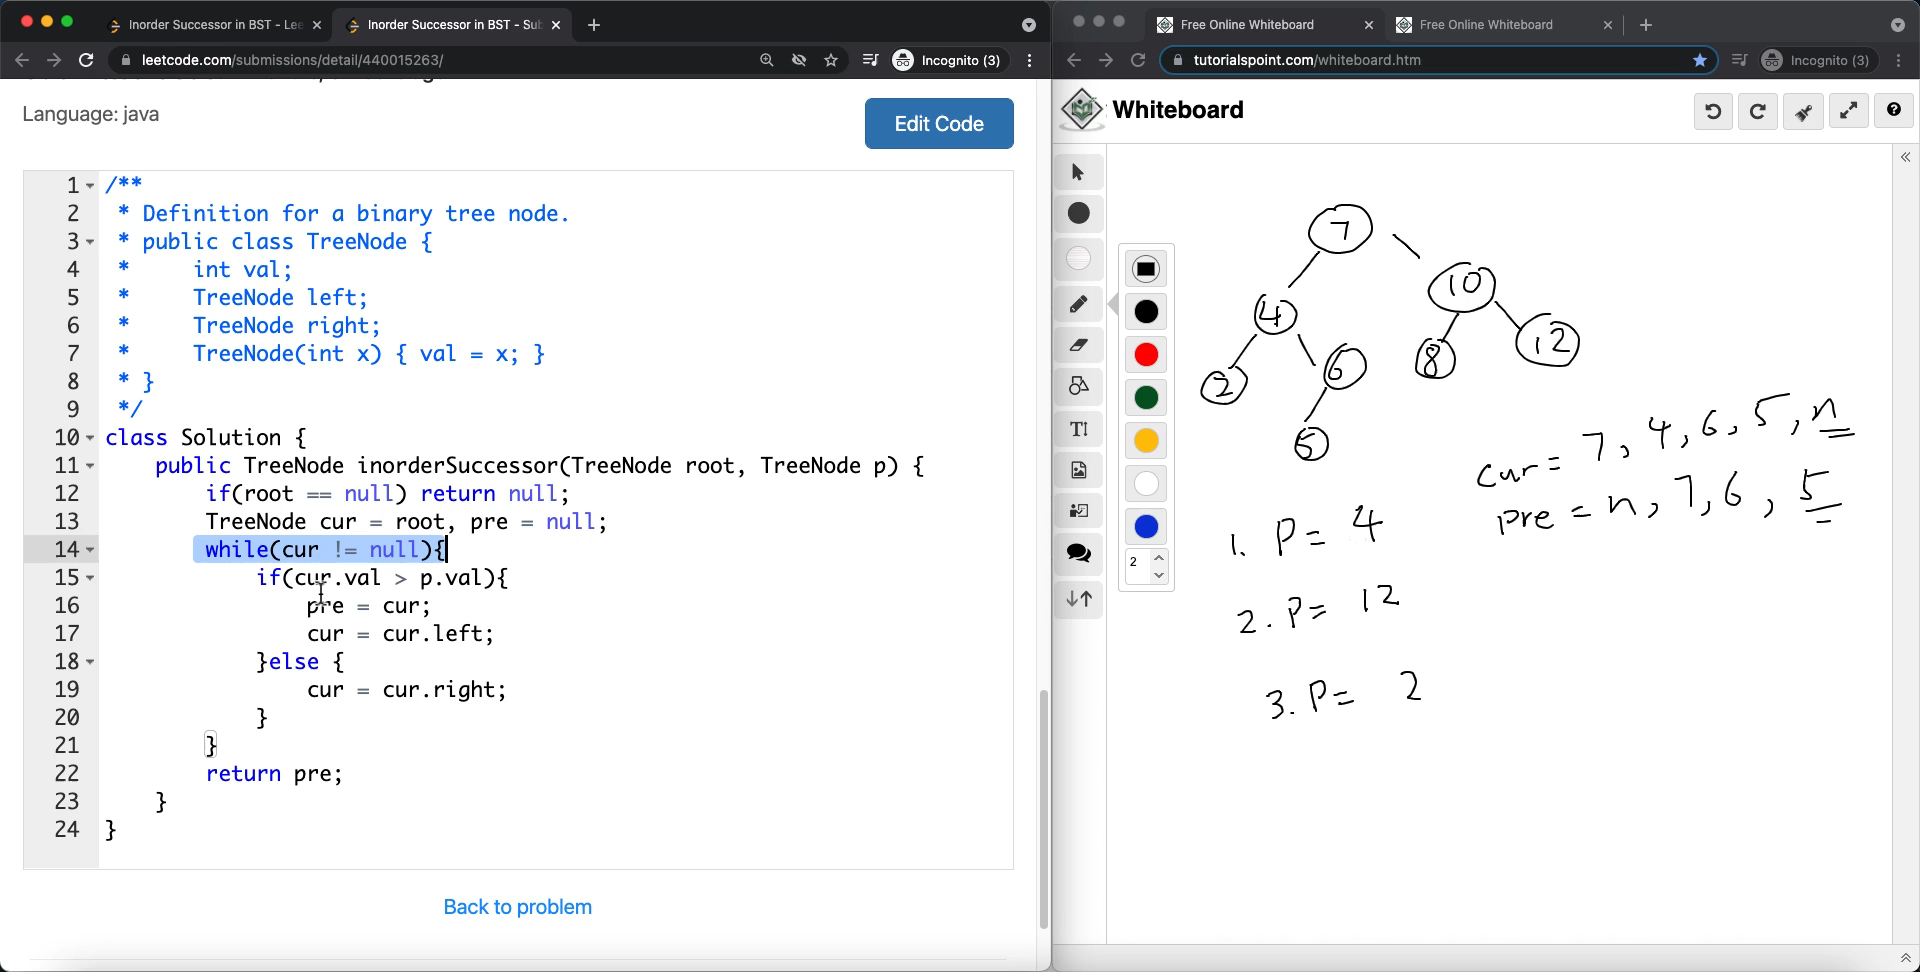 Inorder Successor in BST - Lee
Inorder Successor in BST - Sub
leetcode.com/submissions/detail/440015263/
Incognito (3)
Language: java
Edit Code
1 /**
2 * Definition for a binary tree node.
3 * public class TreeNode {
4 *     int val;
5 *     TreeNode left;
6 *     TreeNode right;
7 *     TreeNode(int x) { val = x; }
8 * }
9 */
10 class Solution {
11     public TreeNode inorderSuccessor(TreeNode root, TreeNode p) {
12         if(root == null) return null;
13         TreeNode cur = root, pre = null;
14         while(cur != null){
15             if(cur.val > p.val){
16                 pre = cur;
17                 cur = cur.left;
18             }else {
19                 cur = cur.right;
20             }
21         }
22         return pre;
23     }
24 }
Back to problem
Free Online Whiteboard
Free Online Whiteboard
tutorialspoint.com/whiteboard.htm
Incognito (3)
Whiteboard
T
2
7
4
10
2
6
8
12
5
cur = 7, 4, 6, 5, n
pre = n, 7, 6, 5
1. P = 4
2. P = 12
3. P = 2